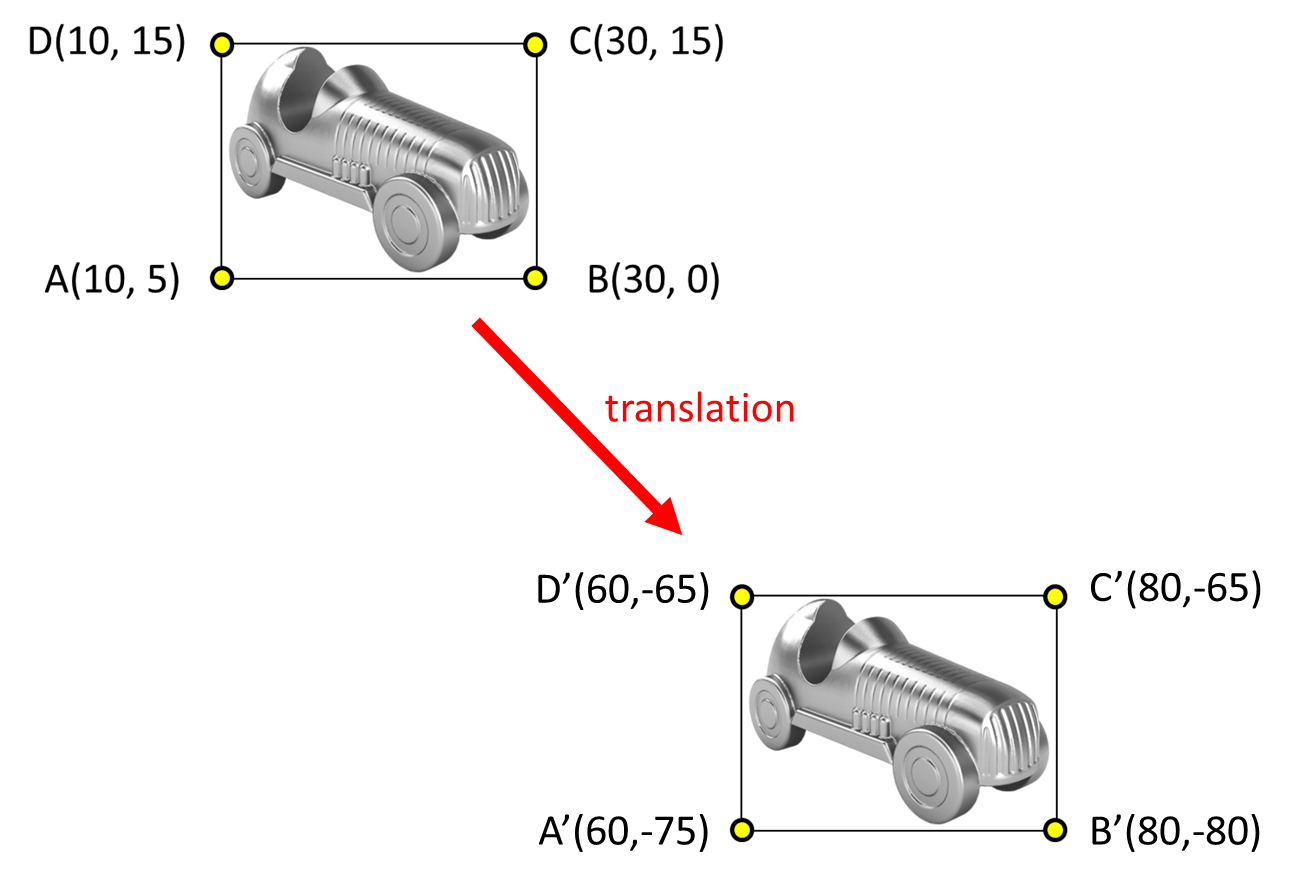 D(10, 15)
C(30, 15)
A(10, 5)
B(30, 0)
translation
D’(60,-65)
C’(80,-65)
A’(60,-75)
B’(80,-80)